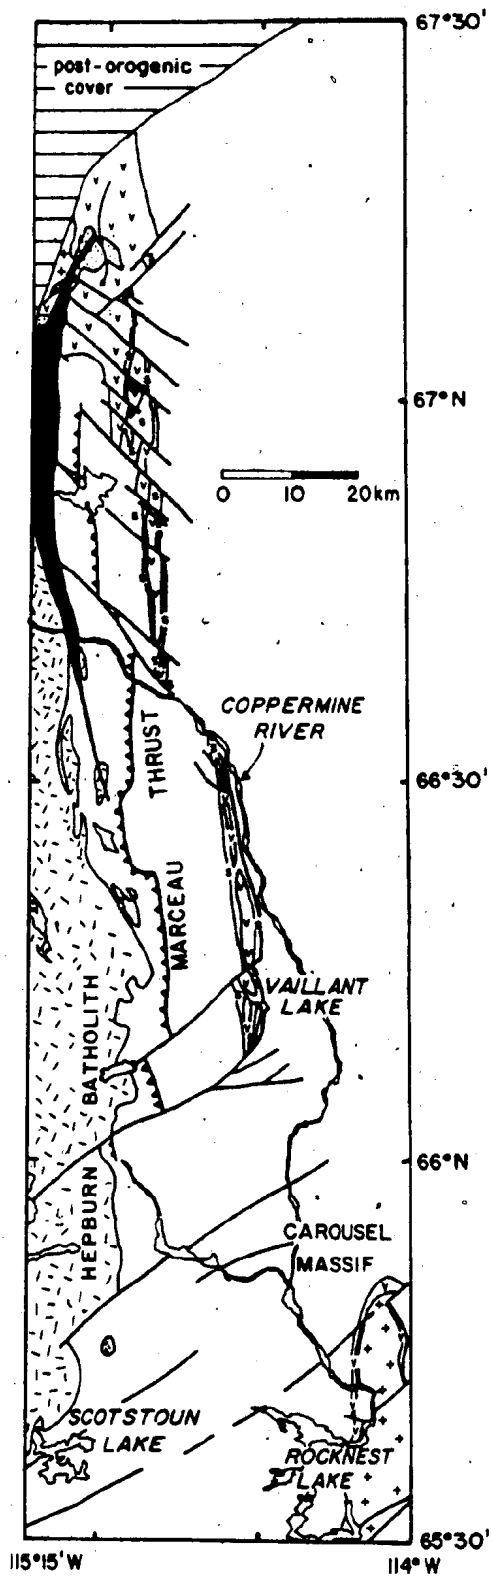 67°30'
post-orogenic
cover
67°N
0 10 20km
COPPERMINE
RIVER
THRUST
66°30'
MARCEAU
VAILLANT
LAKE
BATHOLITH
HEPBURN
66°N
CAROUSEL
MASSIF
SCOTSTOUN
LAKE
ROCKNEST
LAKE
65°30'
115°15'W
114°W